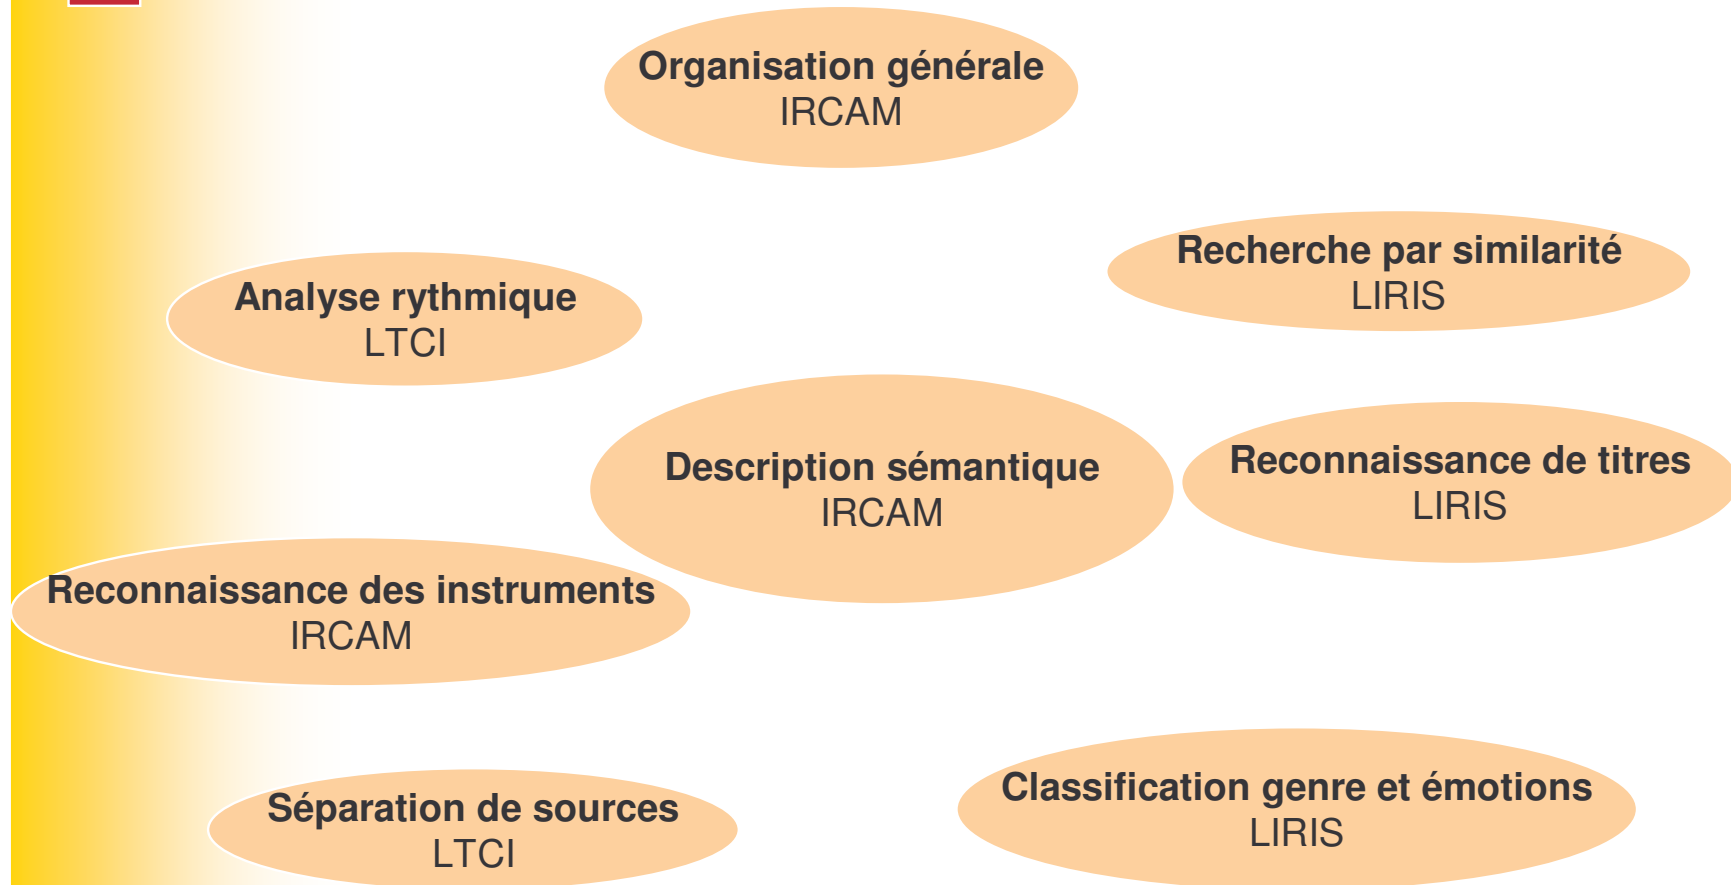 Organisation générale
IRCAM
Recherche par similarité
LIRIS
Analyse rythmique
LTCI
Description sémantique
IRCAM
Reconnaissance de titres
LIRIS
Reconnaissance des instruments
IRCAM
Classification genre et émotions
LIRIS
Séparation de sources
LTCI